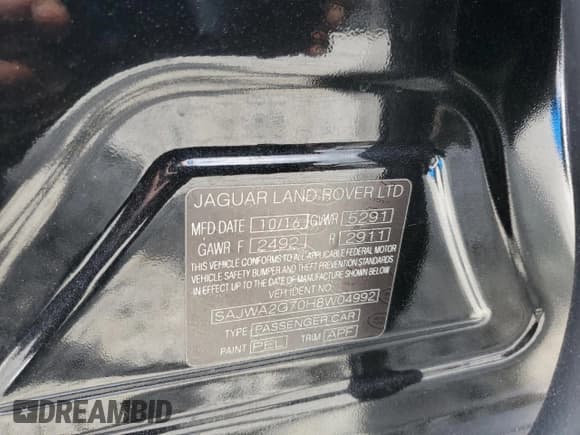 JAGUAR LAND ROVER LTD
MFD DATE 10/16 GVWR 5291
GAWR F 2492 R 2911
THIS VEHICLE CONFORMS TO ALL APPLICABLE FEDERAL MOTOR
VEHICLE SAFETY BUMPER AND THEFT PREVENTION STANDARDS
IN EFFECT ON THE DATE OF MANUFACTURE SHOWN BELOW
VEH IDENT NO.
SAJWA2G70H8W04992
TYPE PASSENGER CAR
PAINT PEL TRIM APF
DREAMBID